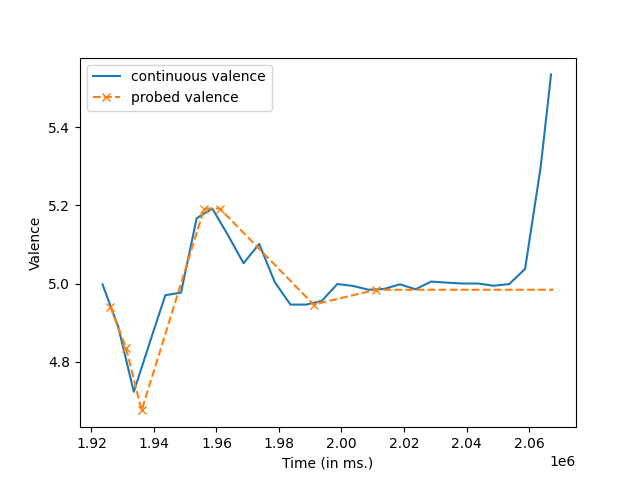 continuous valence
probed valence
5.4
5.2
5.0
4.8
Valence
1.92 1.94 1.96 1.98 2.00 2.02 2.04 2.06
1e6
Time (in ms.)